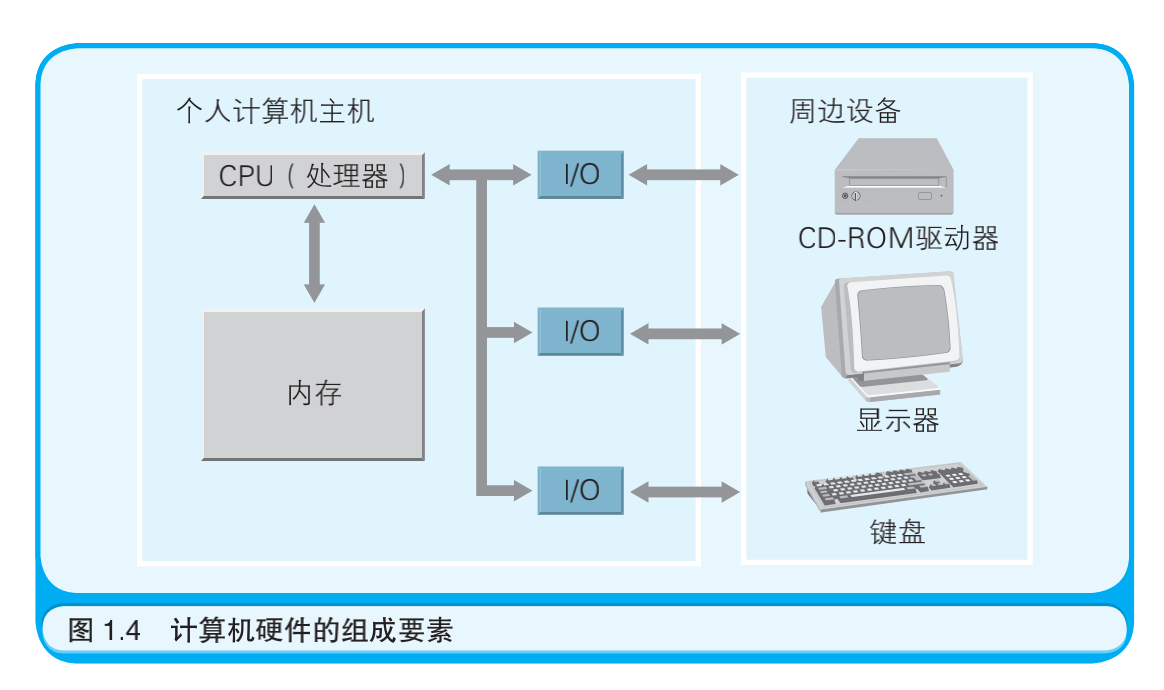 个人计算机主机
周边设备
CPU（处理器）
I/O
CD-ROM驱动器
I/O
内存
显示器
I/O
键盘
图 1.4 计算机硬件的组成要素